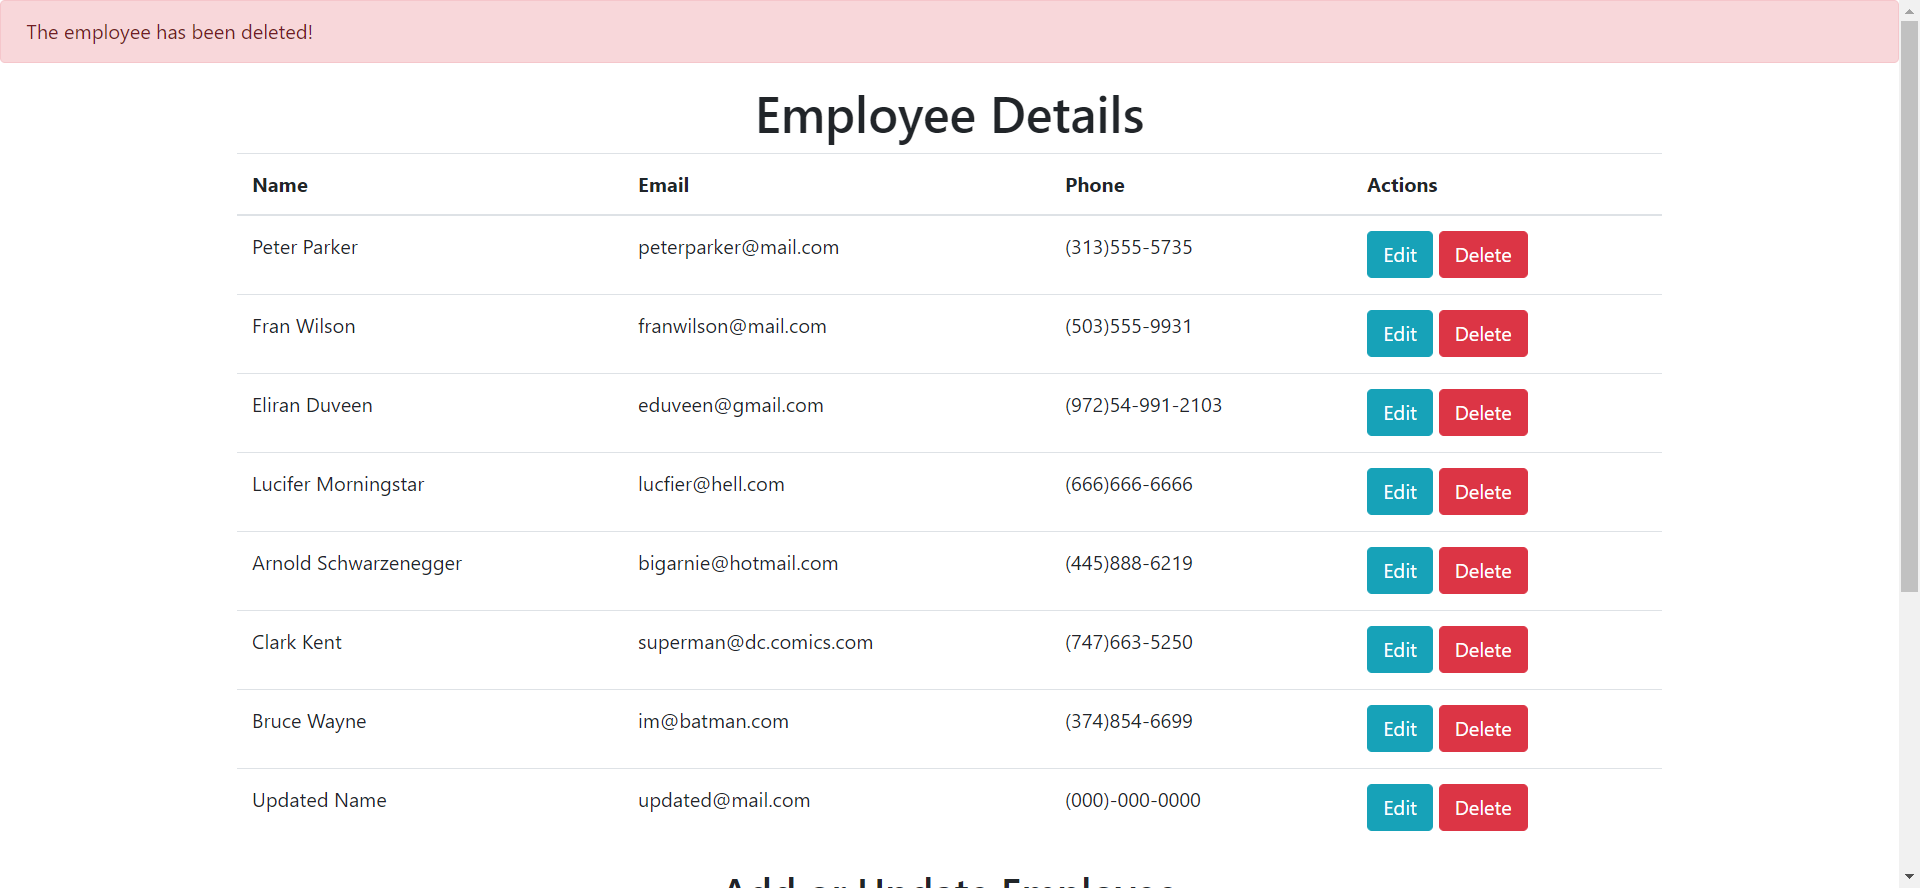 The employee has been deleted!
Employee Details
Name Email Phone Actions
Peter Parker peterparker@mail.com (313)555-5735 Edit Delete
Fran Wilson franwilson@mail.com (503)555-9931 Edit Delete
Eliran Duveen eduveen@gmail.com (972)54-991-2103 Edit Delete
Lucifer Morningstar lucfier@hell.com (666)666-6666 Edit Delete
Arnold Schwarzenegger bigarnie@hotmail.com (445)888-6219 Edit Delete
Clark Kent superman@dc.comics.com (747)663-5250 Edit Delete
Bruce Wayne im@batman.com (374)854-6699 Edit Delete
Updated Name updated@mail.com (000)-000-0000 Edit Delete
Add or Update Employee